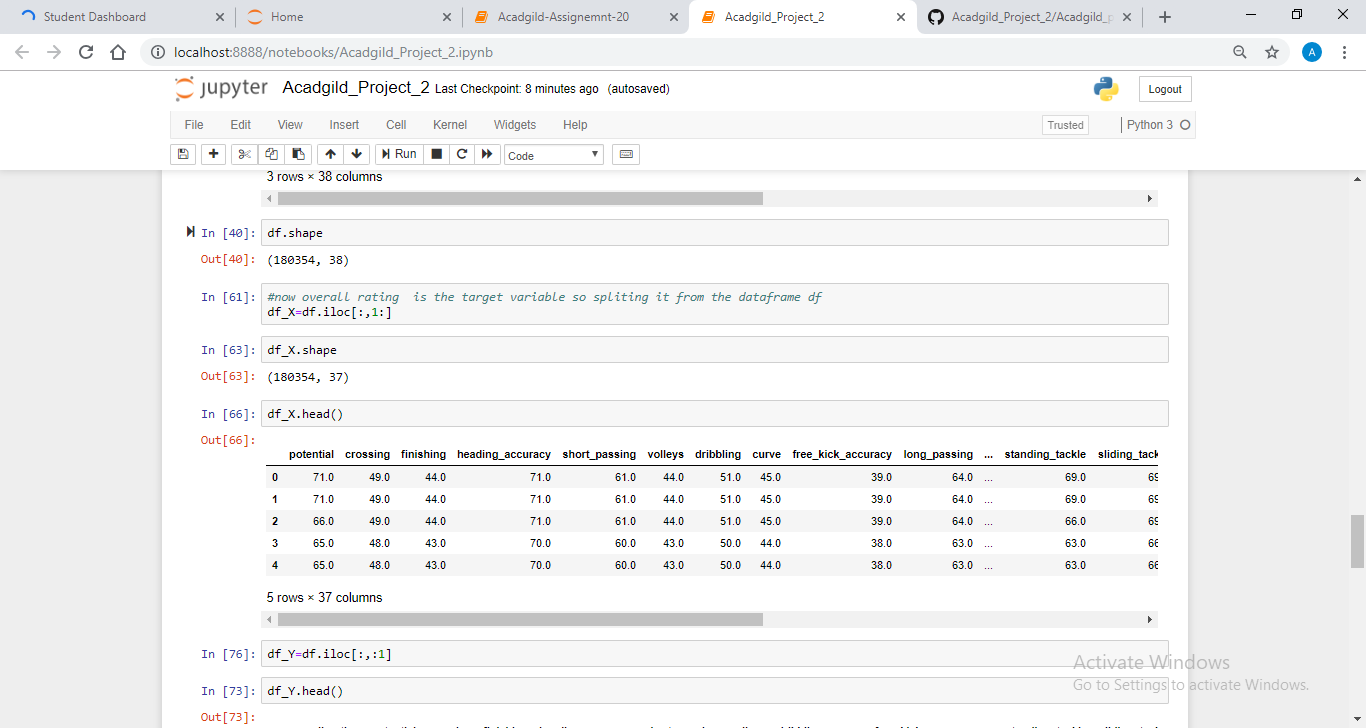 Student Dashboard
Home
Acadgild-Assignemnt-20
Acadgild_Project_2
Acadgild_Project_2/Acadgild_p
localhost:8888/notebooks/Acadgild_Project_2.ipynb
A
jupyter Acadgild_Project_2 Last Checkpoint: 8 minutes ago (autosaved)
Logout
File Edit View Insert Cell Kernel Widgets Help
Trusted
Python 3
Run
Code
3 rows × 38 columns
In [40]: df.shape
Out[40]: (180354, 38)
In [61]: #now overall rating  is the target variable so spliting it from the dataframe df
df_X=df.iloc[:,1:]
In [63]: df_X.shape
Out[63]: (180354, 37)
In [66]: df_X.head()
Out[66]:
potential crossing finishing heading_accuracy short_passing volleys dribbling curve free_kick_accuracy long_passing ... standing_tackle sliding_tack
0 71.0 49.0 44.0 71.0 61.0 44.0 51.0 45.0 39.0 64.0 ... 69.0 69
1 71.0 49.0 44.0 71.0 61.0 44.0 51.0 45.0 39.0 64.0 ... 69.0 69
2 66.0 49.0 44.0 71.0 61.0 44.0 51.0 45.0 39.0 64.0 ... 66.0 69
3 65.0 48.0 43.0 70.0 60.0 43.0 50.0 44.0 38.0 63.0 ... 63.0 66
4 65.0 48.0 43.0 70.0 60.0 43.0 50.0 44.0 38.0 63.0 ... 63.0 66
5 rows × 37 columns
In [76]: df_Y=df.iloc[:,:1]
In [73]: df_Y.head()
Out[73]:
Activate Windows
Go to Settings to activate Windows.